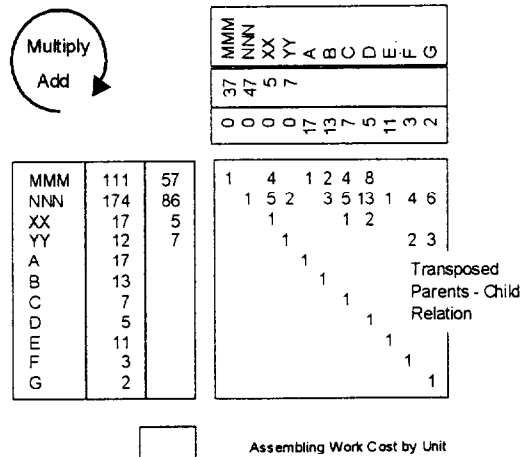 Multiply
Add
MMM NNN XX YY A B C D E F G
37 47 5 7
0 0 0 0 17 13 7 5 11 3 2
MMM 111 57 1 4 1 2 4 8
NNN 174 86 1 5 2 3 5 13 1 4 6
XX 17 5 1 1 2
YY 12 7 1 2 3
A 17 1
B 13 1
C 7 1
D 5 1
E 11 1
F 3 1
G 2 1
Transposed
Parents - Child
Relation
Assembling Work Cost by Unit